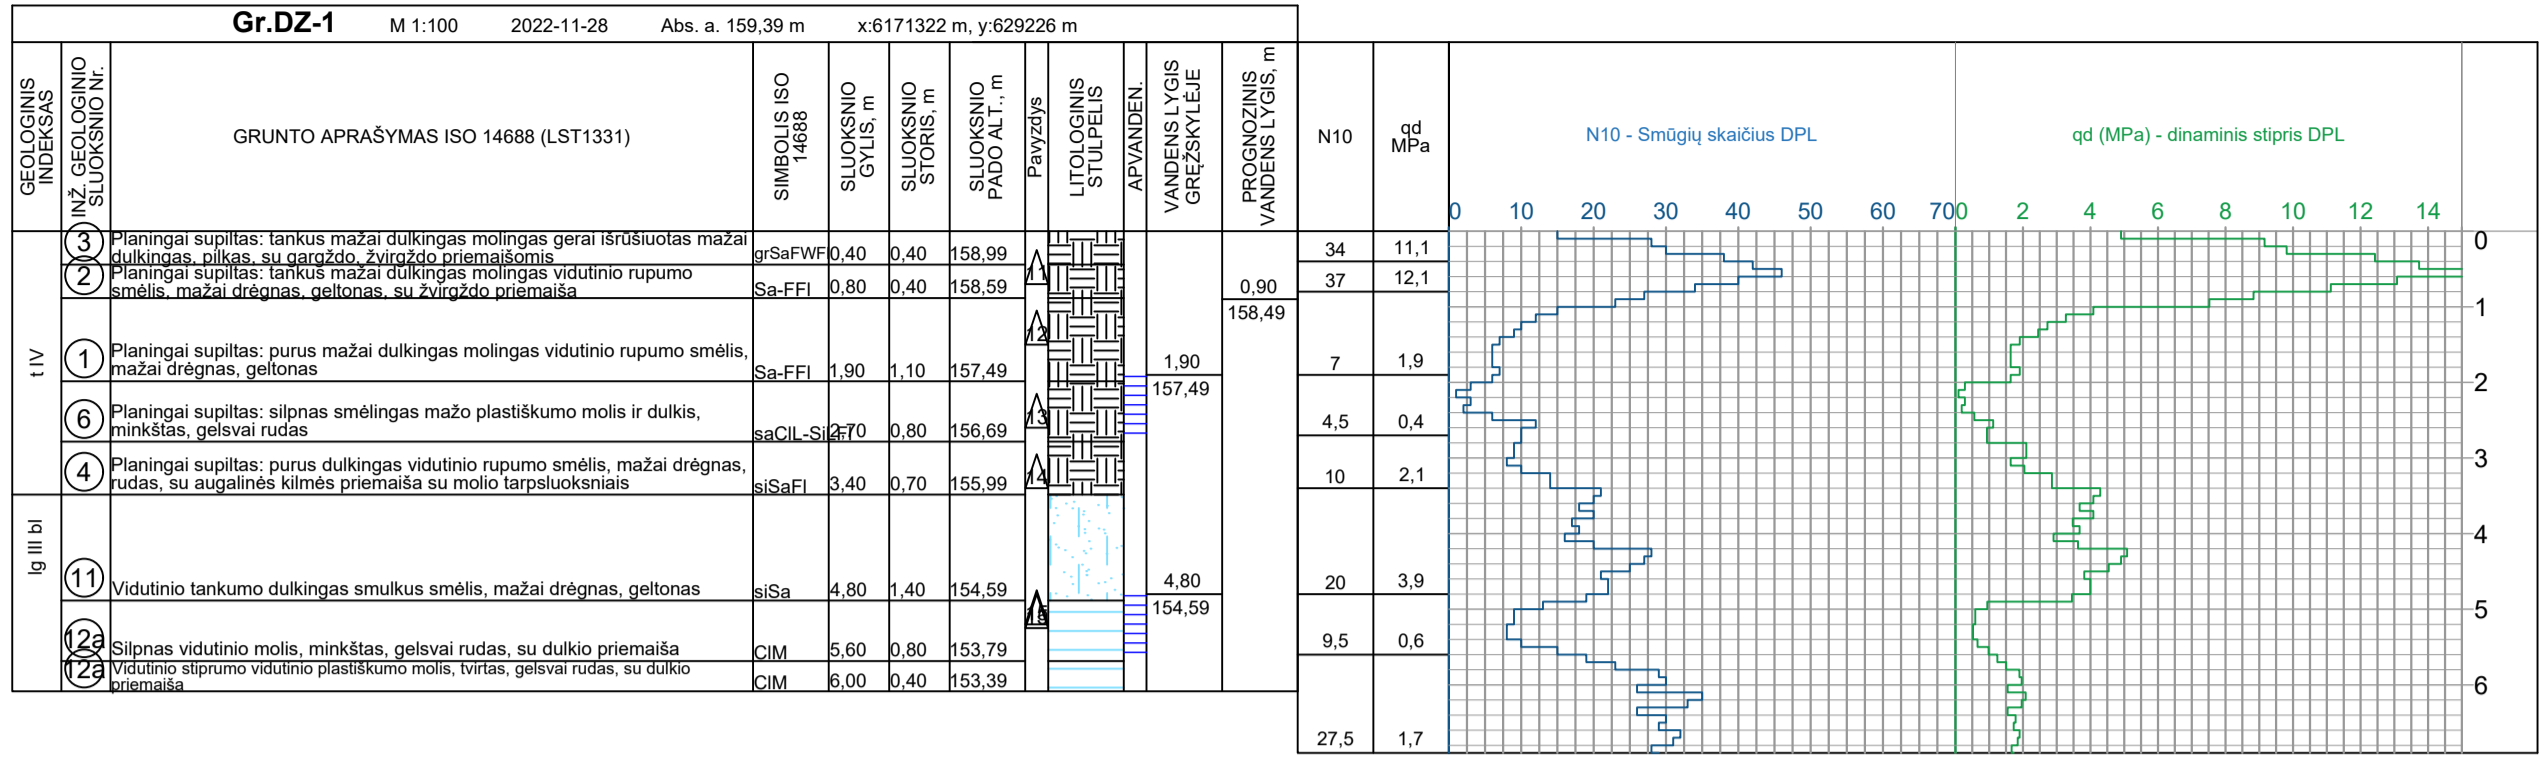 Gr.DZ-1 M 1:100 2022-11-28 Abs. a. 159,39 m x:6171322 m, y:629226 m
GEOLOGINIS
INDEKSAS
INŽ. GEOLOGINIO
SLUOKSNIO Nr.
GRUNTO APRAŠYMAS ISO 14688 (LST1331)
SIMBOLIS ISO
14688
SLUOKSNIO
GYLIS, m
SLUOKSNIO
STORIS, m
SLUOKSNIO
PADO ALT., m
Pavyzdys
LITOLOGINIS
STULPELIS
APVANDEN.
VANDENS LYGIS
GRĘŽSKYLĖJE
PROGNOZINIS
VANDENS LYGIS, m
N10
qd
MPa
N10 - Smūgių skaičius DPL
qd (MPa) - dinaminis stipris DPL
0 10 20 30 40 50 60 70
0 2 4 6 8 10 12 14
t IV
3
Planingai supiltas: tankus mažai dulkingas molingas gerai išrūšiuotas mažai
dulkingas, pilkas, su gargždo, žvirgždo priemaišomis
grSaFWFl 0,40 0,40 158,99
2
Planingai supiltas: tankus mažai dulkingas molingas vidutinio rupumo
smėlis, mažai drėgnas, geltonas, su žvirgždo priemaiša
Sa-FFl 0,80 0,40 158,59
11
1
Planingai supiltas: purus mažai dulkingas molingas vidutinio rupumo smėlis,
mažai drėgnas, geltonas
Sa-FFl 1,90 1,10 157,49
12
6
Planingai supiltas: silpnas smėlingas mažo plastiškumo molis ir dulkis,
minkštas, gelsvai rudas
saClL-SiLFl 2,70 0,80 156,69
13
4
Planingai supiltas: purus dulkingas vidutinio rupumo smėlis, mažai drėgnas,
rudas, su augalinės kilmės priemaiša su molio tarpsluoksniais
siSaFl 3,40 0,70 155,99
14
lg III bl
11
Vidutinio tankumo dulkingas smulkus smėlis, mažai drėgnas, geltonas
siSa 4,80 1,40 154,59
12a
Silpnas vidutinio molis, minkštas, gelsvai rudas, su dulkio priemaiša
ClM 5,60 0,80 153,79
12a
Vidutinio stiprumo vidutinio plastiškumo molis, tvirtas, gelsvai rudas, su dulkio
priemaiša
ClM 6,00 0,40 153,39
1,90
157,49
4,80
154,59
0,90
158,49
34 11,1
37 12,1
7 1,9
4,5 0,4
10 2,1
20 3,9
9,5 0,6
27,5 1,7
0
1
2
3
4
5
6